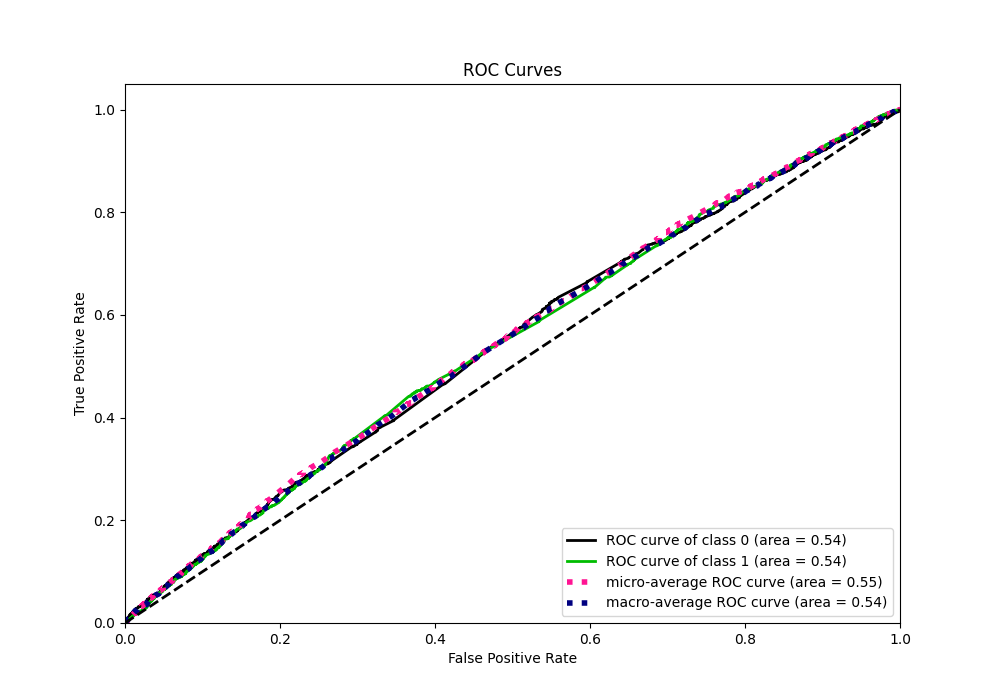 ROC Curves
True Positive Rate
1.0
0.8
0.6
0.4
0.2
0.0
0.0 0.2 0.4 0.6 0.8 1.0
False Positive Rate
ROC curve of class 0 (area = 0.54)
ROC curve of class 1 (area = 0.54)
micro-average ROC curve (area = 0.55)
macro-average ROC curve (area = 0.54)